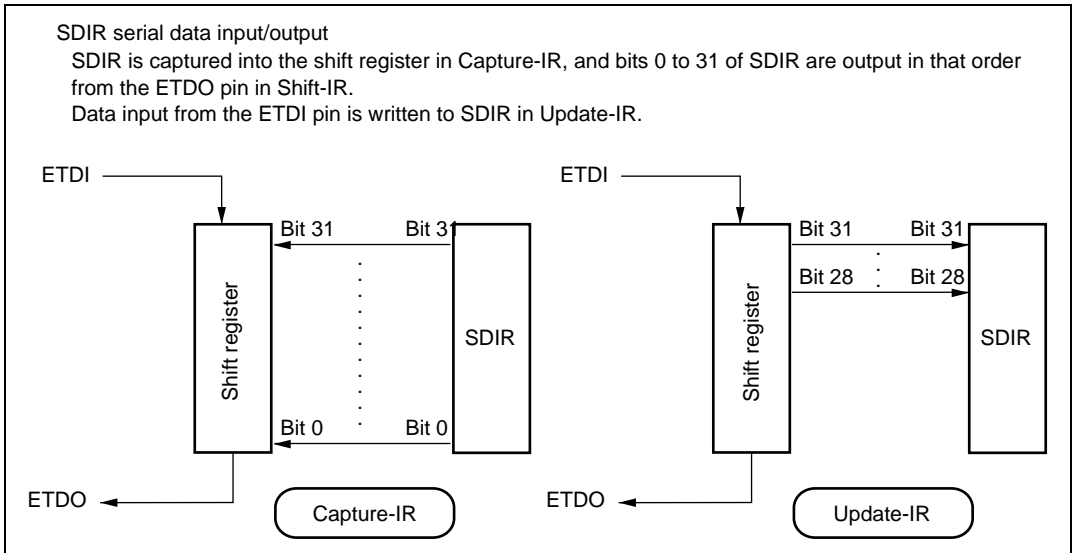 SDIR serial data input/output
SDIR is captured into the shift register in Capture-IR, and bits 0 to 31 of SDIR are output in that order
from the ETDO pin in Shift-IR.
Data input from the ETDI pin is written to SDIR in Update-IR.
ETDI
Bit 31
Bit 31
Shift register
SDIR
Bit 0
Bit 0
ETDO
Capture-IR
ETDI
Bit 31
Bit 31
Bit 28
Bit 28
Shift register
SDIR
ETDO
Update-IR